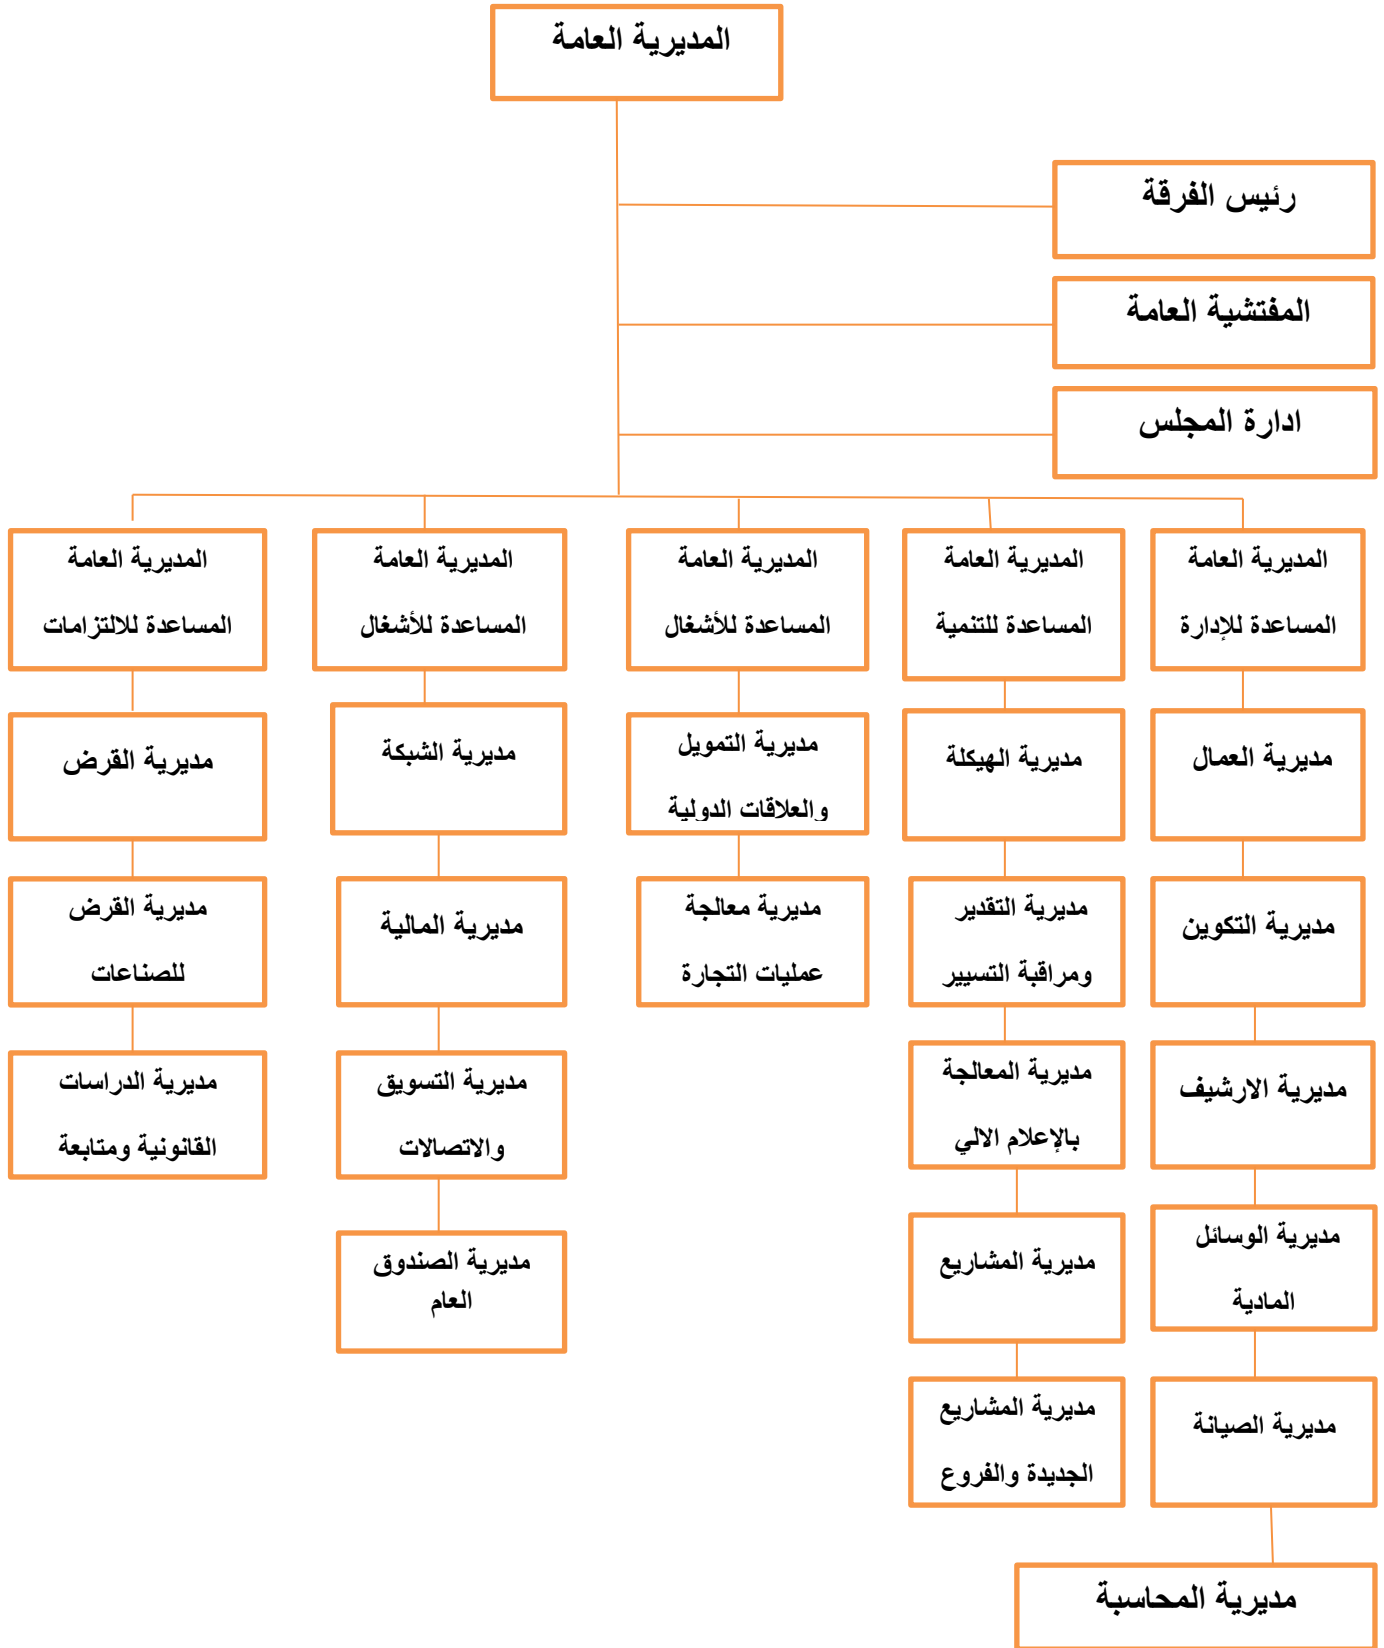 المديرية العامة
رئيس الفرقة
المفتشية العامة
ادارة المجلس
المديرية العامة
المساعدة للإدارة
المديرية العامة
المساعدة للتنمية
المديرية العامة
المساعدة للأشغال
المديرية العامة
المساعدة للأشغال
المديرية العامة
المساعدة للالتزامات
مديرية العمال
مديرية الهيكلة
مديرية التمويل
والعلاقات الدولية
مديرية الشبكة
مديرية القرض
مديرية التكوين
مديرية التقدير
ومراقبة التسيير
مديرية معالجة
عمليات التجارة
مديرية المالية
مديرية القرض
للصناعات
مديرية الارشيف
مديرية المعالجة
بالإعلام الالي
مديرية التسويق
والاتصالات
مديرية الدراسات
القانونية ومتابعة
مديرية الوسائل
المادية
مديرية المشاريع
مديرية الصندوق
العام
مديرية الصيانة
مديرية المشاريع
الجديدة والفروع
مديرية المحاسبة